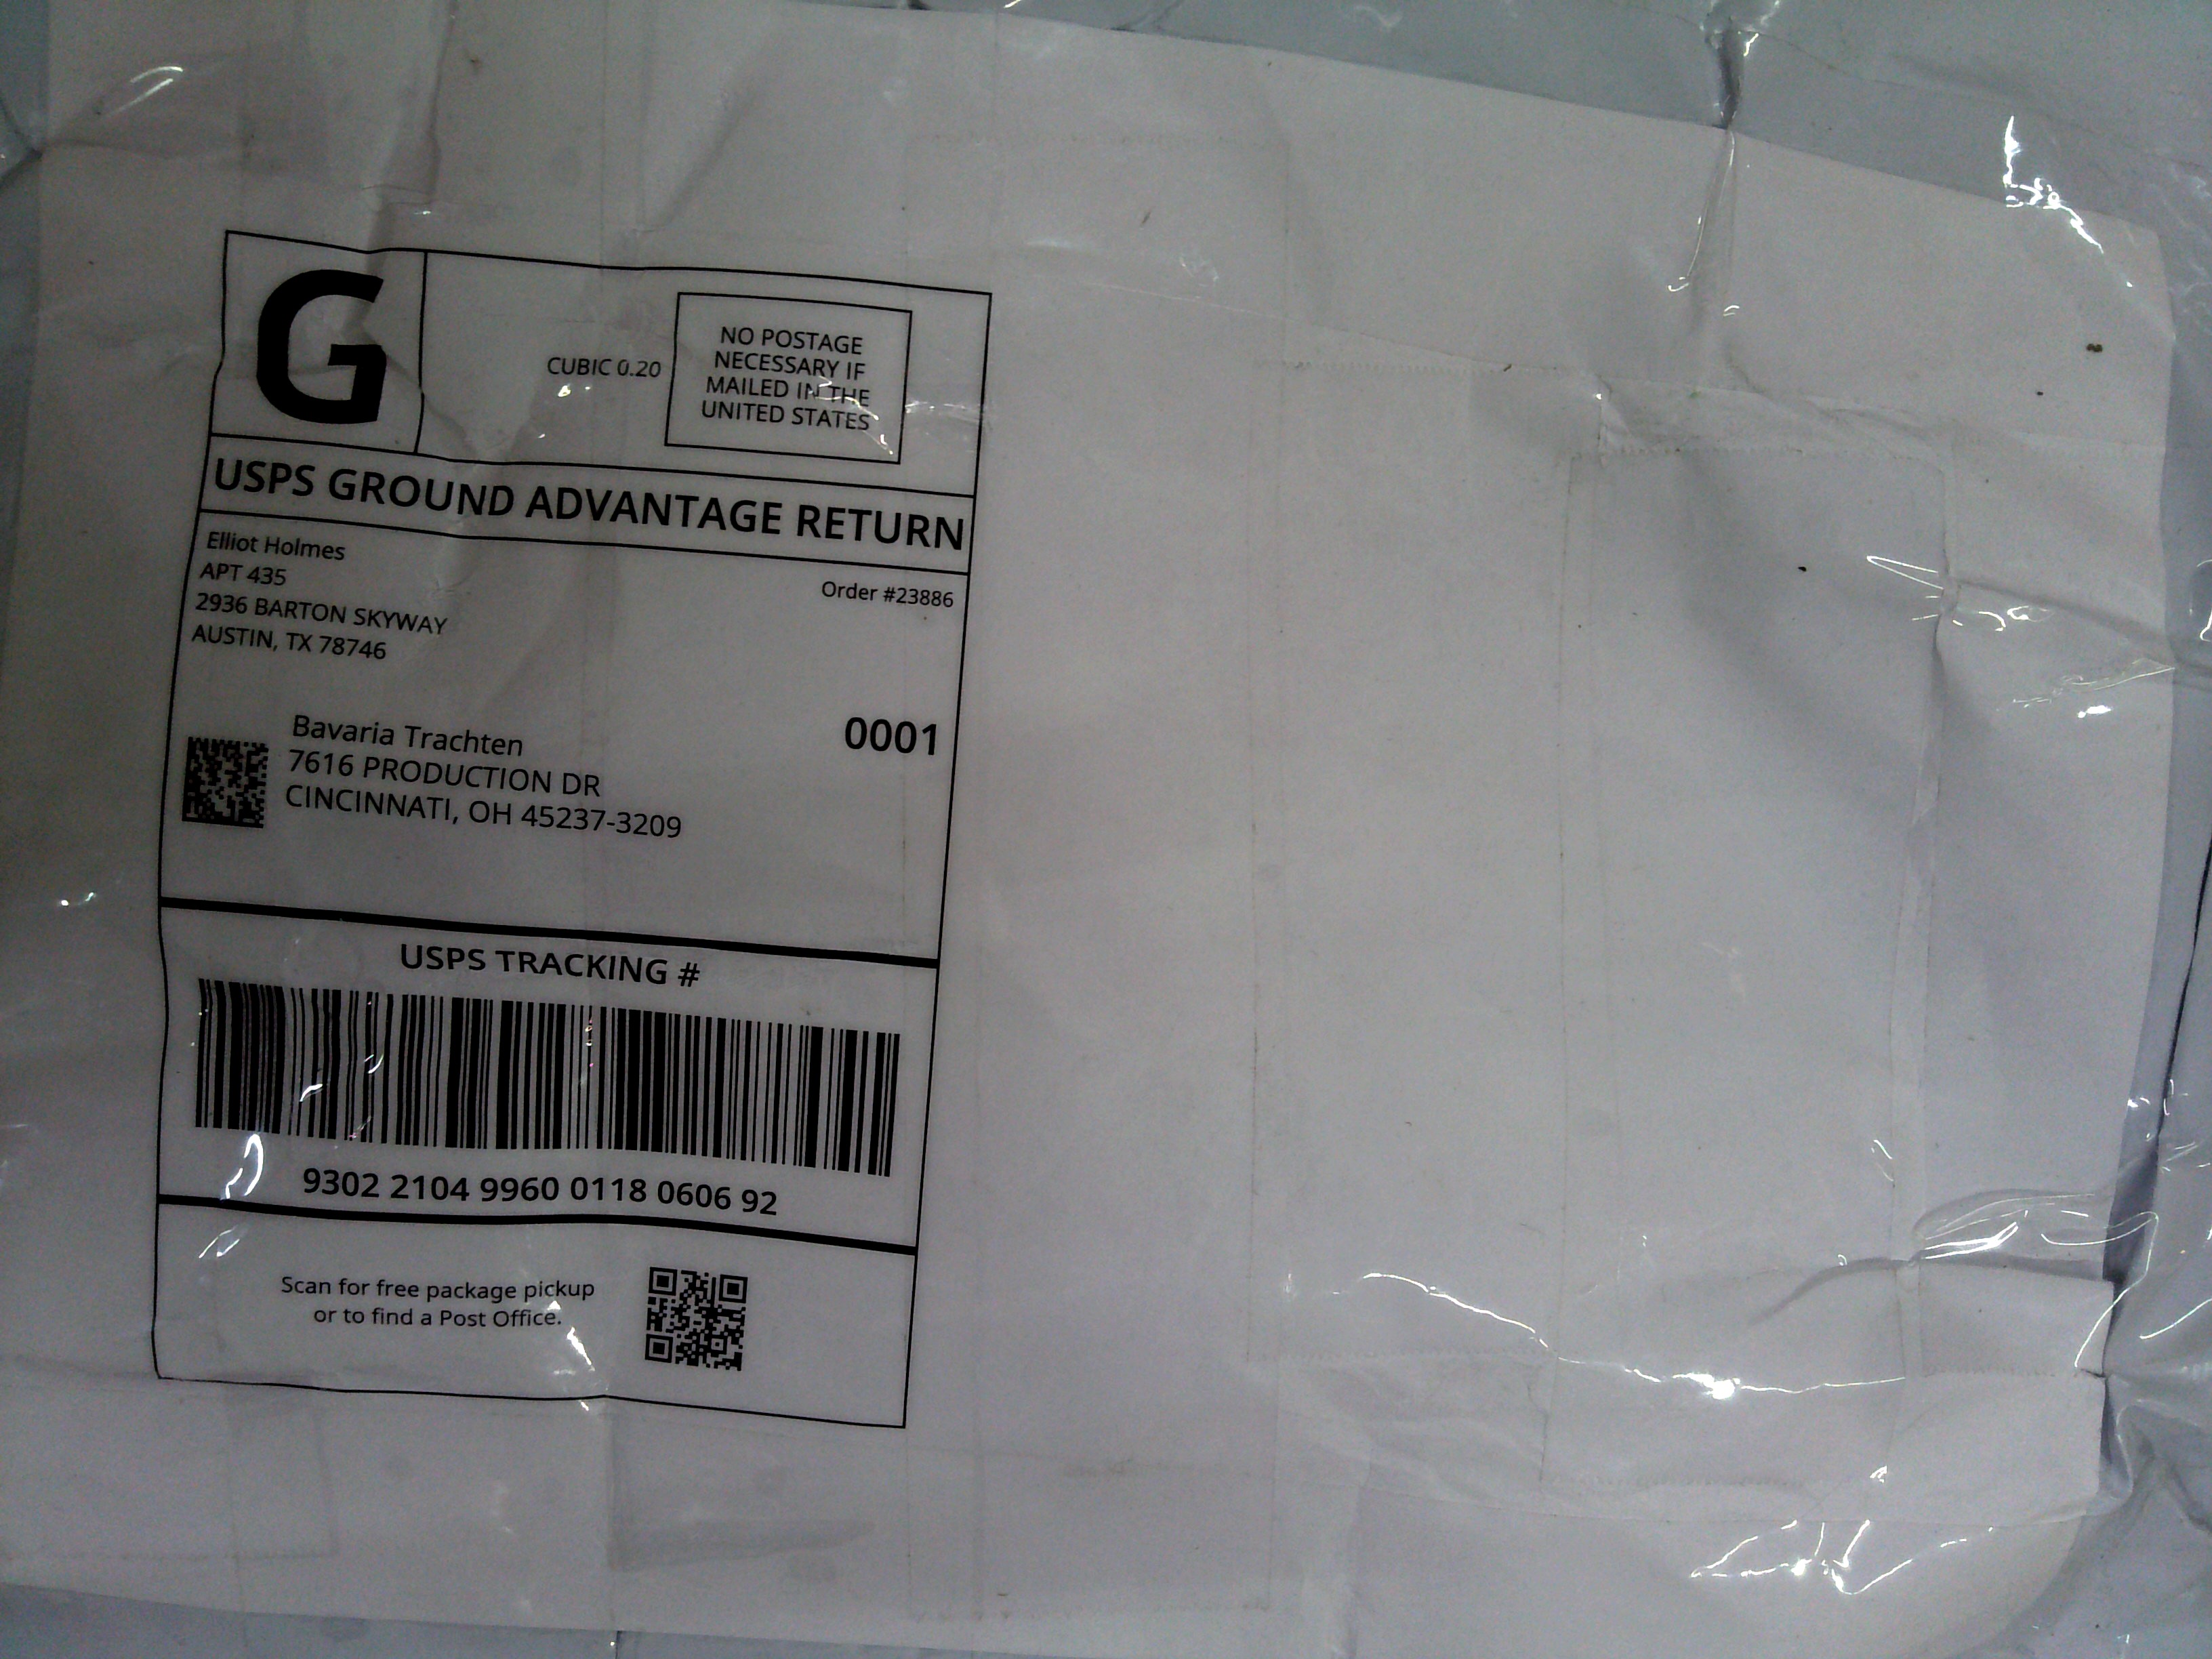 G
CUBIC 0.20
NO POSTAGE
NECESSARY IF
MAILED IN THE
UNITED STATES
USPS GROUND ADVANTAGE RETURN
Elliot Holmes
APT 435
2936 BARTON SKYWAY
AUSTIN, TX 78746
Order #23886
0001
Bavaria Trachten
7616 PRODUCTION DR
CINCINNATI, OH 45237-3209
USPS TRACKING #
9302 2104 9960 0118 0606 92
Scan for free package pickup
or to find a Post Office.